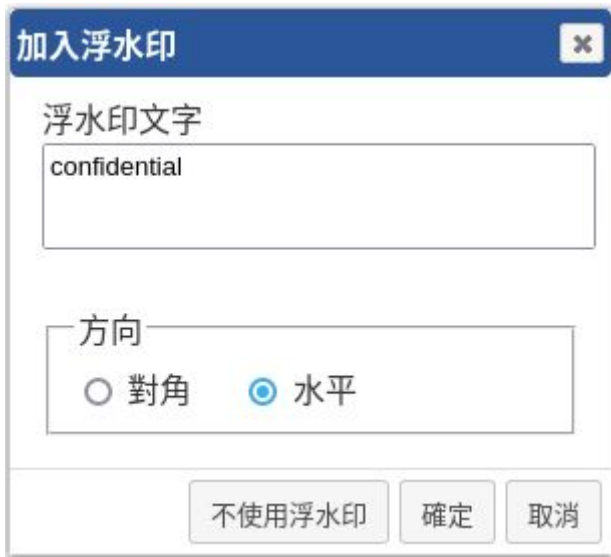 加入浮水印
浮水印文字
confidential
方向
對角 水平
不使用浮水印 確定 取消